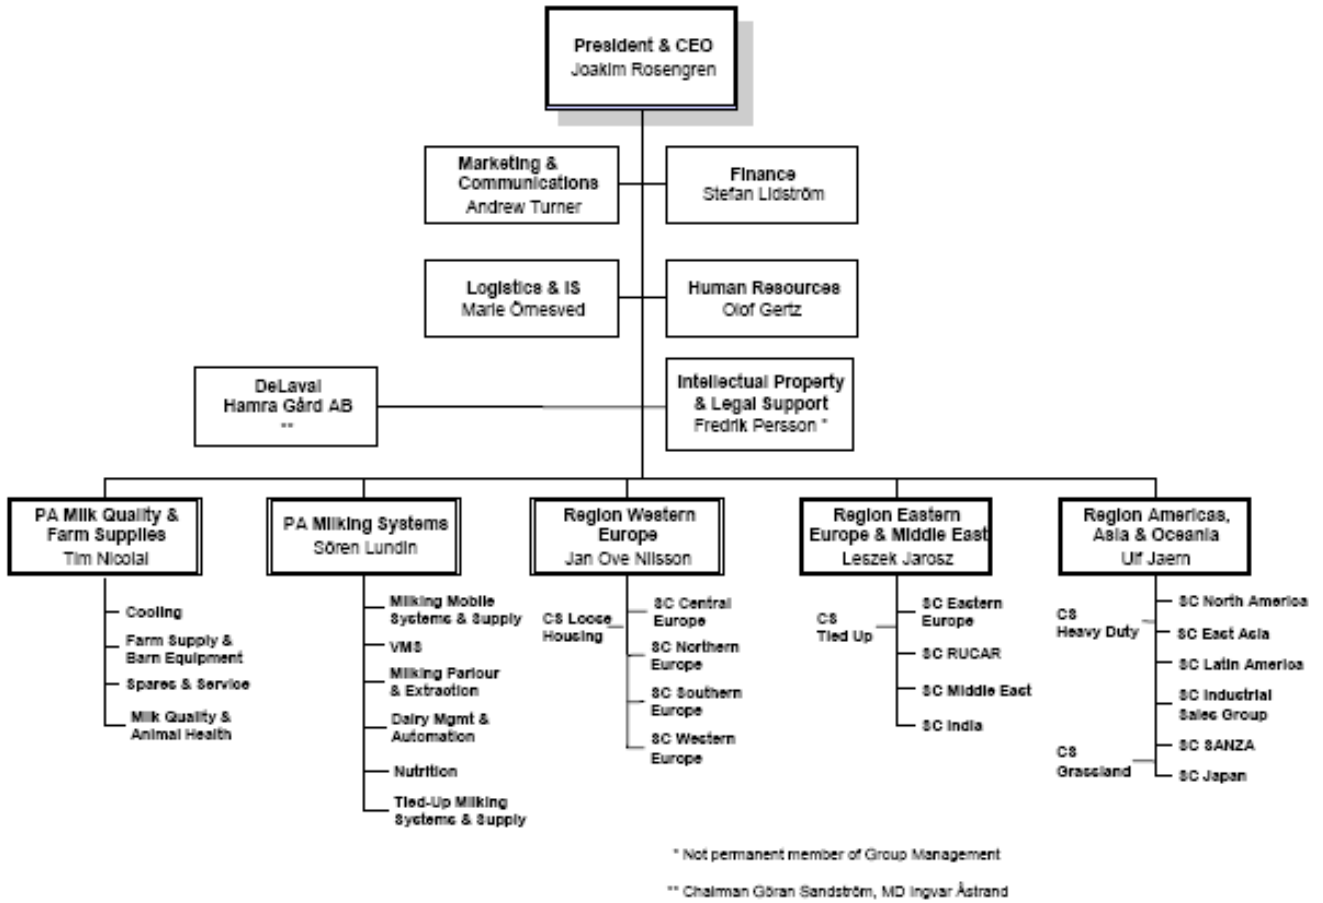 President & CEO
Joakim Rosengren
Marketing &
Communications
Andrew Turner
Finance
Stefan Lidström
Logistics & IS
Marie Örnesved
Human Resources
Olof Gertz
DeLaval
Hamra Gård AB
**
Intellectual Property
& Legal Support
Fredrik Persson *
PA Milk Quality &
Farm Supplies
Tim Nicolai
PA Milking Systems
Sören Lundin
Region Western
Europe
Jan Ove Nilsson
Region Eastern
Europe & Middle East
Leszek Jarosz
Region Americas,
Asia & Oceania
Ulf Jaern
Cooling
Farm Supply &
Barn Equipment
Spares & Service
Milk Quality &
Animal Health
Milking Mobile
Systems & Supply
VMS
Milking Parlour
& Extraction
Dairy Mgmt &
Automation
Nutrition
Tied-Up Milking
Systems & Supply
CS Loose
Housing
SC Central
Europe
SC Northern
Europe
SC Southern
Europe
SC Western
Europe
CS
Tied Up
SC Eastern
Europe
SC RUCAR
SC Middle East
SC India
CS
Heavy Duty
CS
Grassland
SC North America
SC East Asia
SC Latin America
SC Industrial
Sales Group
SC SANZA
SC Japan
* Not permanent member of Group Management
** Chairman Göran Sandström, MD Ingvar Åstrand